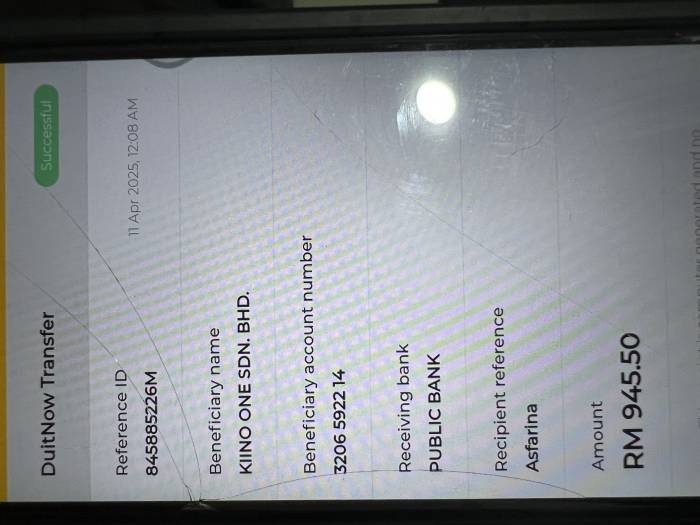 DuitNow Transfer
Successful
Reference ID
845885226M
11 Apr 2025, 12:08 AM
Beneficiary name
KIINO ONE SDN. BHD.
Beneficiary account number
3206 5922 14
Receiving bank
PUBLIC BANK
Recipient reference
Asfarina
Amount
RM 945.50